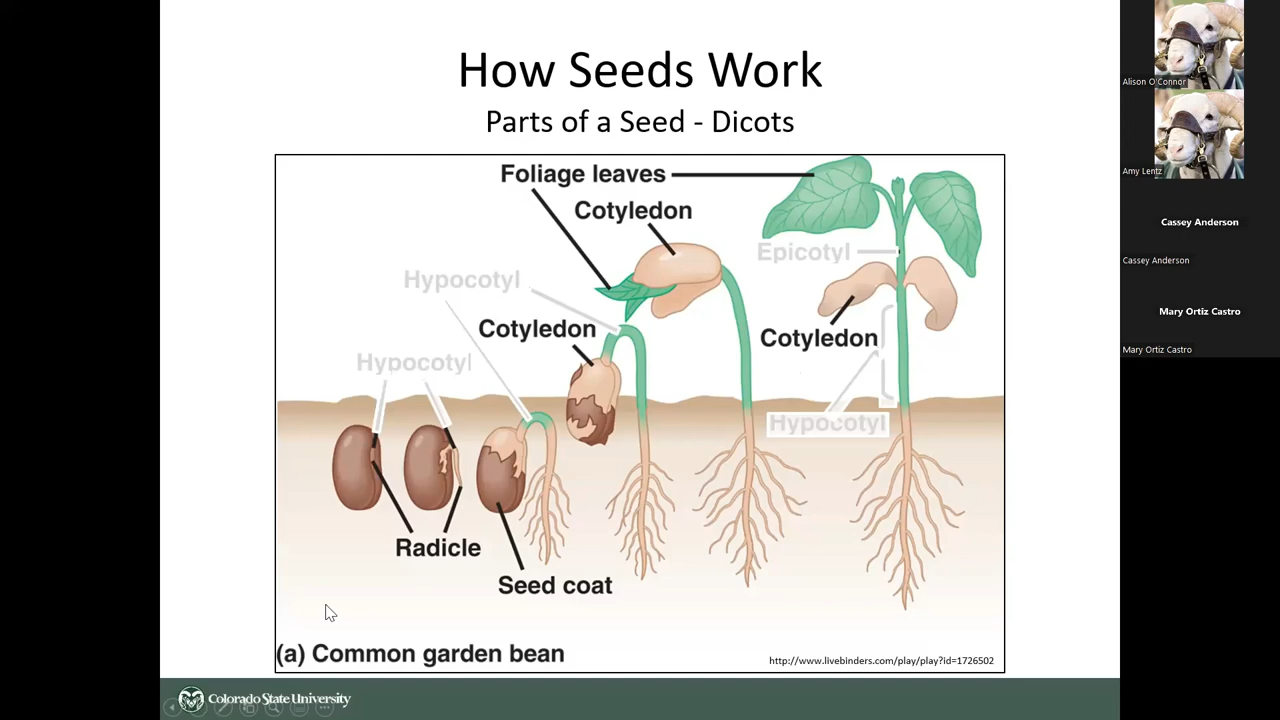 How Seeds Work
Parts of a Seed - Dicots
Foliage leaves
Cotyledon
Epicotyl
Hypocotyl
Cotyledon
Cotyledon
Hypocotyl
Hypocotyl
Radicle
Seed coat
(a) Common garden bean
http://www.livebinders.com/play/play?id=1726502
Colorado State University
Alison O'Connor
Amy Lentz
Cassey Anderson
Cassey Anderson
Mary Ortiz Castro
Mary Ortiz Castro